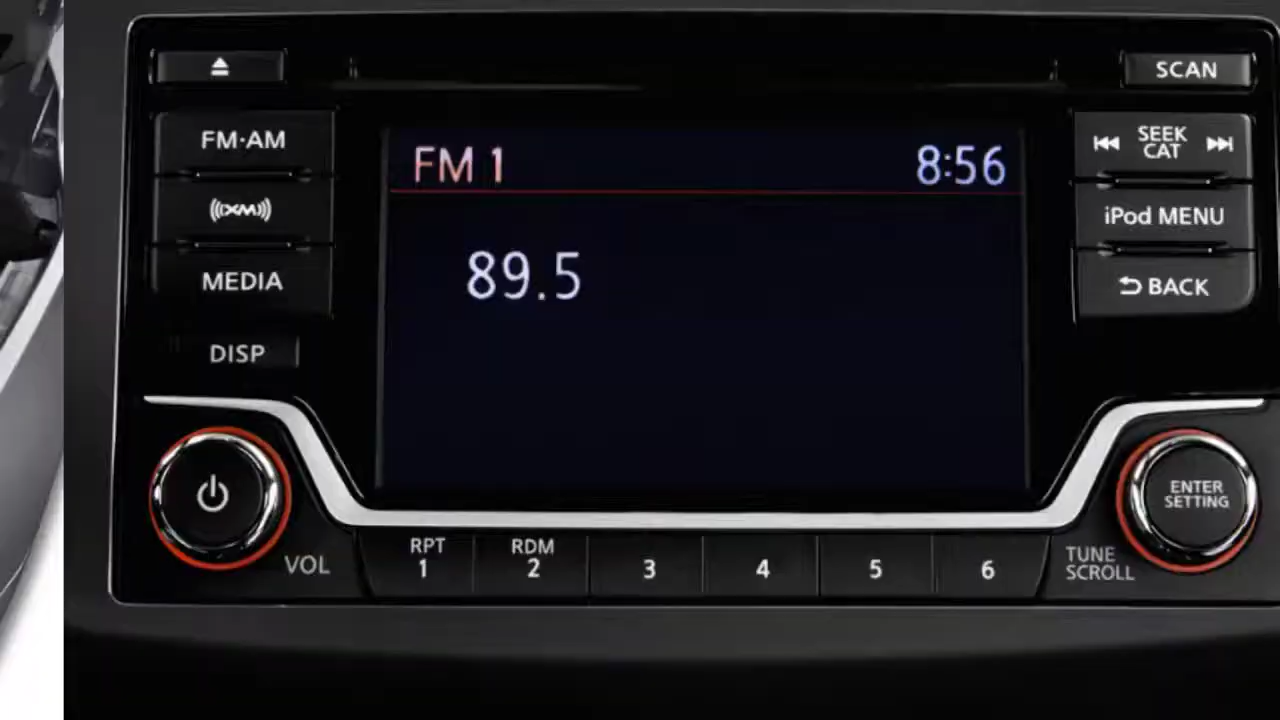 SCAN
FM·AM
SEEK
CAT
FM 1
8:56
XM
iPod MENU
MEDIA
89.5
BACK
DISP
ENTER
SETTING
VOL
RPT
1
RDM
2
3
4
5
6
TUNE
SCROLL